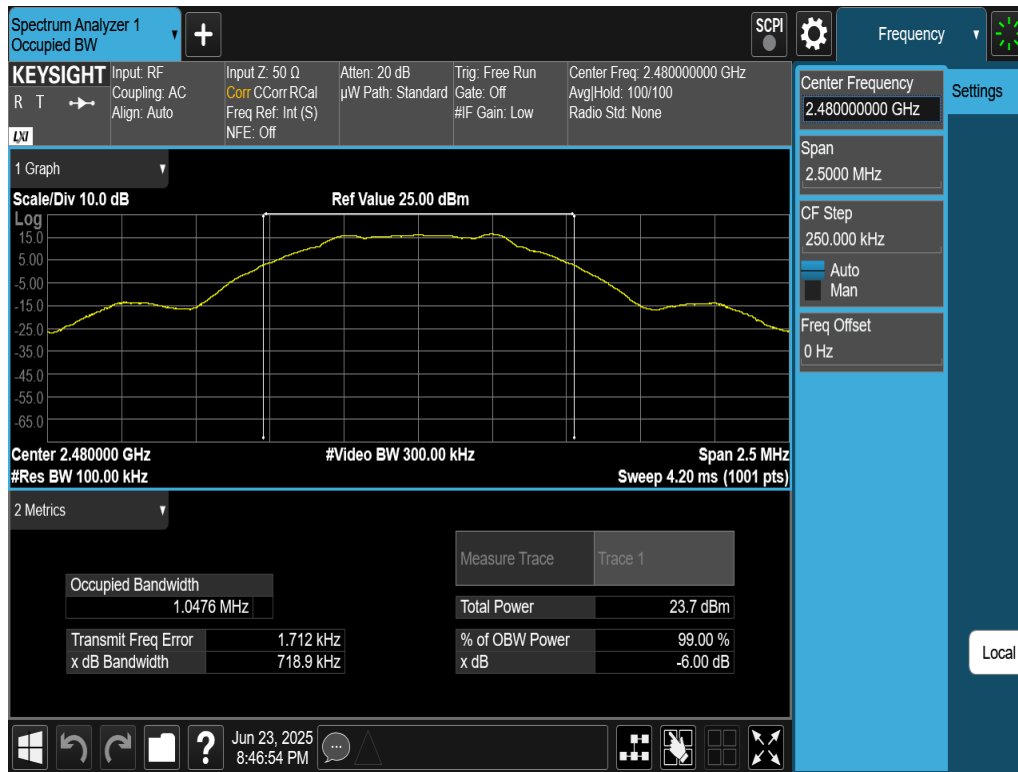 Spectrum Analyzer 1
Occupied BW
+
SCPI
Frequency
KEYSIGHT
R T
LXI
Input: RF
Coupling: AC
Align: Auto
Input Z: 50 Ω
Corr CCorr RCal
Freq Ref: Int (S)
NFE: Off
Atten: 20 dB
µW Path: Standard
Trig: Free Run
Gate: Off
#IF Gain: Low
Center Freq: 2.480000000 GHz
Avg|Hold: 100/100
Radio Std: None
Center Frequency
2.480000000 GHz
Settings
Span
2.5000 MHz
CF Step
250.000 kHz
Auto
Man
Freq Offset
0 Hz
1 Graph
Scale/Div 10.0 dB
Ref Value 25.00 dBm
Log
15.0
5.00
-5.00
-15.0
-25.0
-35.0
-45.0
-55.0
-65.0
Center 2.480000 GHz
#Video BW 300.00 kHz
Span 2.5 MHz
#Res BW 100.00 kHz
Sweep 4.20 ms (1001 pts)
2 Metrics
Measure Trace
Trace 1
Occupied Bandwidth
1.0476 MHz
Total Power
23.7 dBm
Transmit Freq Error
1.712 kHz
% of OBW Power
99.00 %
x dB Bandwidth
718.9 kHz
x dB
-6.00 dB
Local
?
Jun 23, 2025
8:46:54 PM